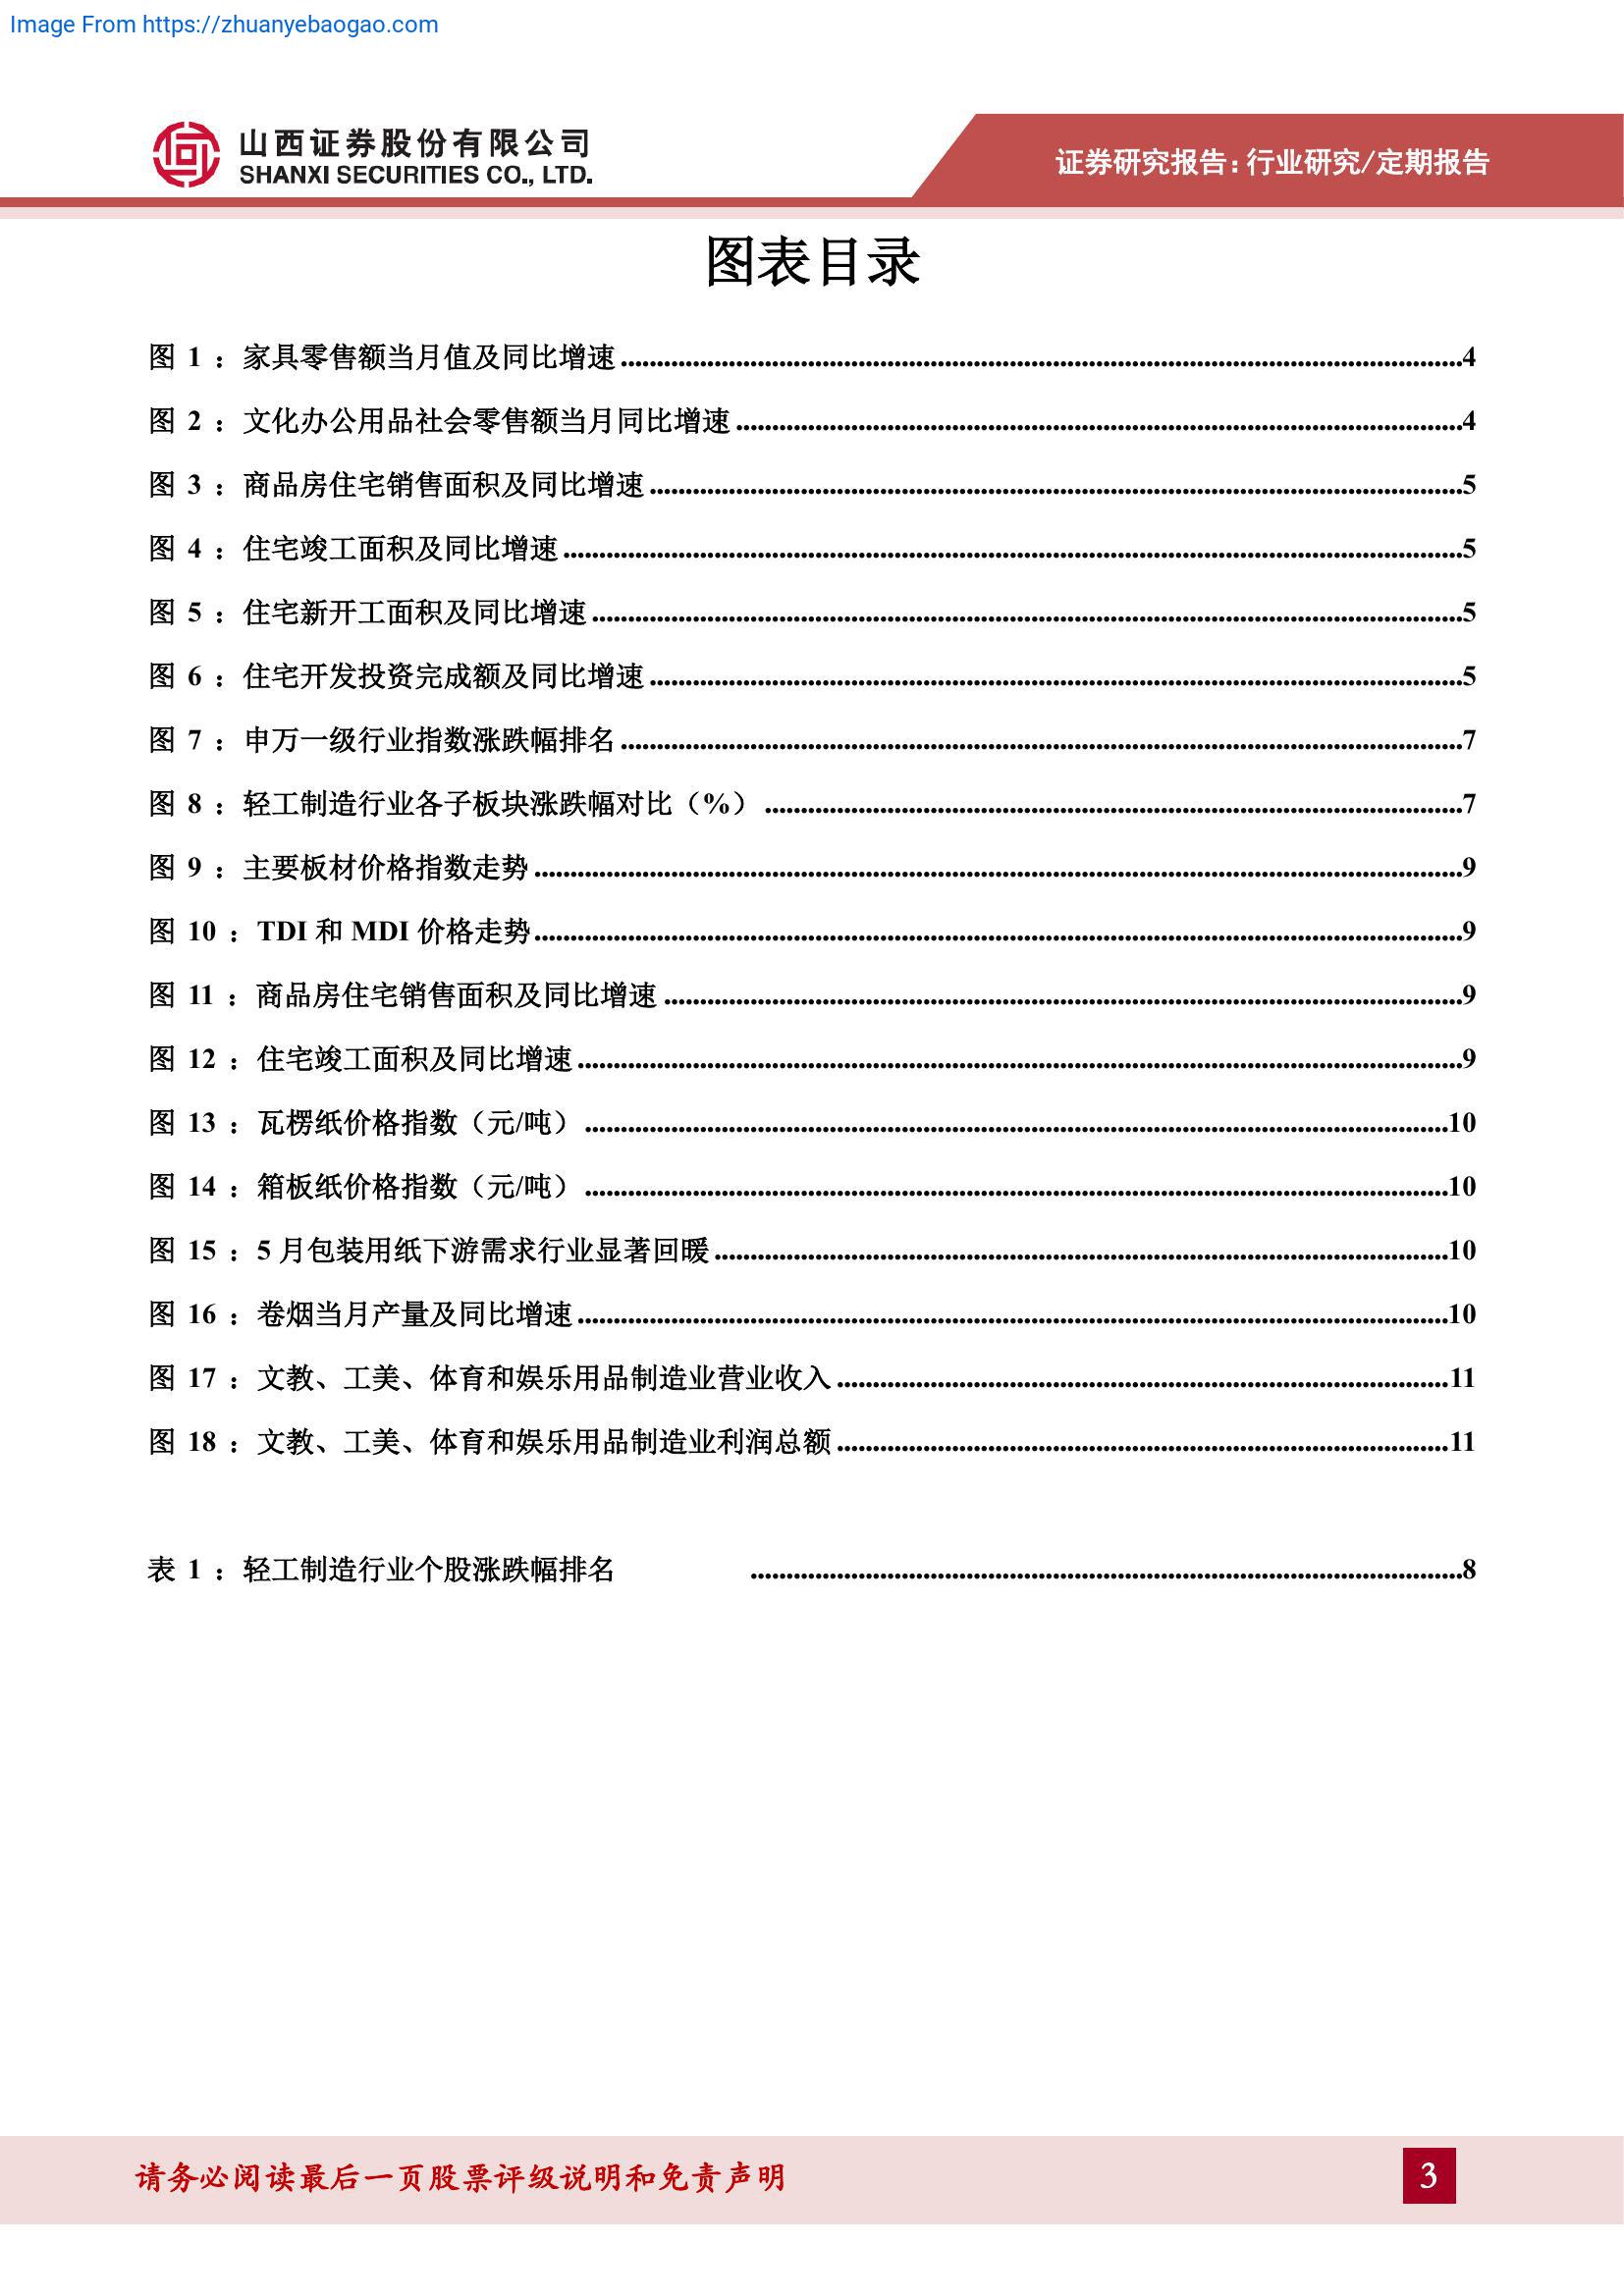 Image From https://zhuanyebaogao.com
山西证券股份有限公司
SHANXI SECURITIES CO., LTD.
证券研究报告：行业研究/定期报告
图表目录
图 1 ：家具零售额当月值及同比增速....................4
图 2 ：文化办公用品社会零售额当月同比增速....................4
图 3 ：商品房住宅销售面积及同比增速....................5
图 4 ：住宅竣工面积及同比增速....................5
图 5 ：住宅新开工面积及同比增速....................5
图 6 ：住宅开发投资完成额及同比增速....................5
图 7 ：申万一级行业指数涨跌幅排名....................7
图 8 ：轻工制造行业各子板块涨跌幅对比（%）....................7
图 9 ：主要板材价格指数走势....................9
图 10 ：TDI 和 MDI 价格走势....................9
图 11 ：商品房住宅销售面积及同比增速....................9
图 12 ：住宅竣工面积及同比增速....................9
图 13 ：瓦楞纸价格指数（元/吨）....................10
图 14 ：箱板纸价格指数（元/吨）....................10
图 15 ：5 月包装用纸下游需求行业显著回暖....................10
图 16 ：卷烟当月产量及同比增速....................10
图 17 ：文教、工美、体育和娱乐用品制造业营业收入....................11
图 18 ：文教、工美、体育和娱乐用品制造业利润总额....................11
表 1 ：轻工制造行业个股涨跌幅排名 ....................8
请务必阅读最后一页股票评级说明和免责声明
3